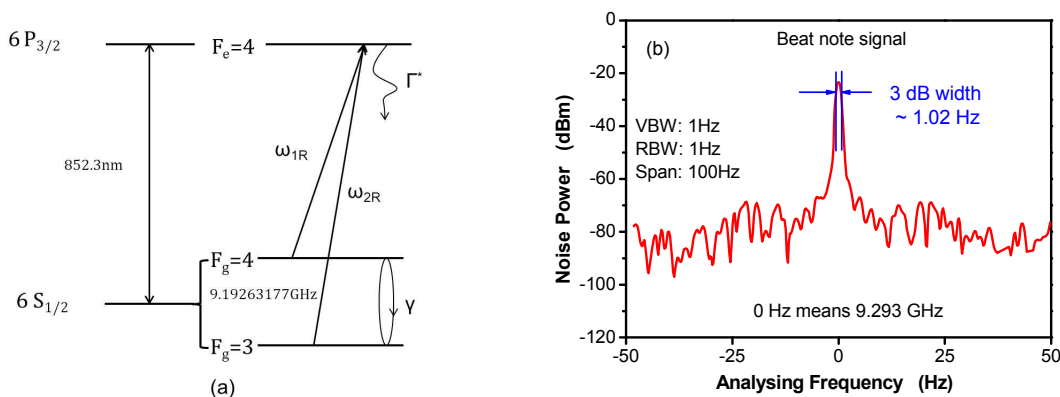 6 P3/2
Fe=4
Γ*
852.3nm
ω1R
ω2R
Fg=4
9.19263177GHz
6 S1/2
γ
Fg=3
(a)
(b)
Beat note signal
3 dB width
~ 1.02 Hz
VBW: 1Hz
RBW: 1Hz
Span: 100Hz
0 Hz means 9.293 GHz
Noise Power (dBm)
0
-20
-40
-60
-80
-100
-120
-50
-25
0
25
50
Analysing Frequency (Hz)